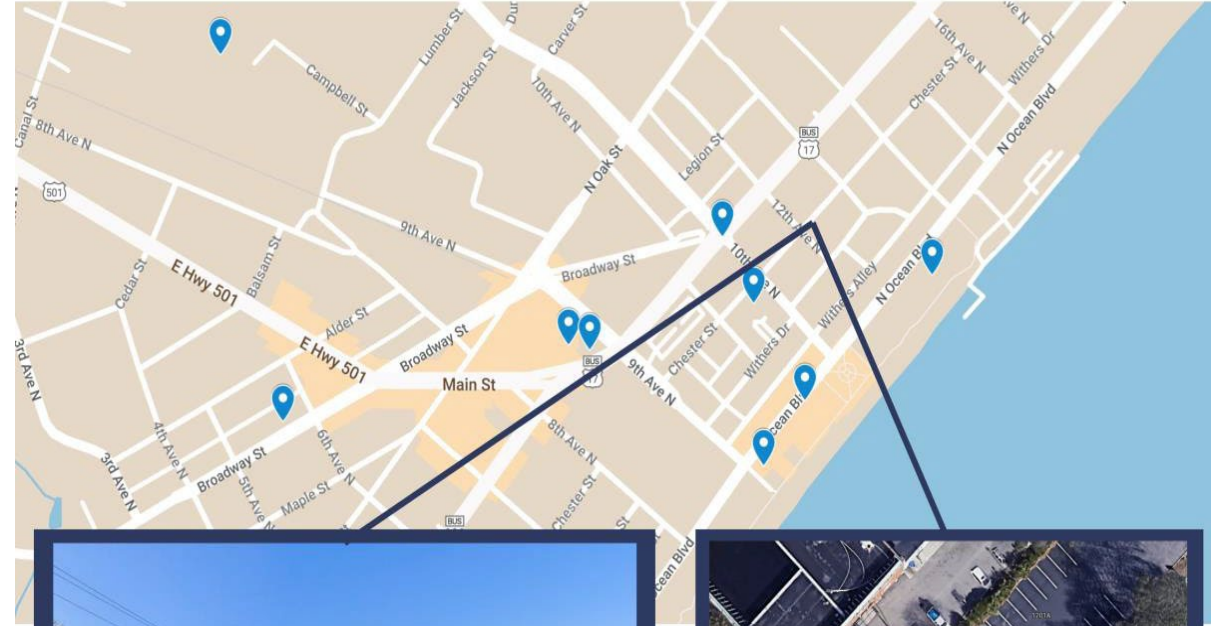 Lumber St
Carver St
16th Ave N
Withers Dr
Chester St
Campbell St
Jackson St
10th Ave N
N Ocean Blvd
Canal St
8th Ave N
BUS
17
Legion St
N Oak St
501
12th Ave N
9th Ave N
10th Ave N
N Ocean Blvd
Broadway St
Balsam St
E Hwy 501
Cedar St
Withers Alley
Alder St
Chester St
Withers Dr
3rd Ave N
E Hwy 501
Broadway St
BUS
17
9th Ave N
Main St
Ocean Blvd
4th Ave N
6th Ave N
8th Ave N
3rd Ave N
Broadway St
5th Ave N
Maple St
Chester St
St
BUS
N Ocean Blvd